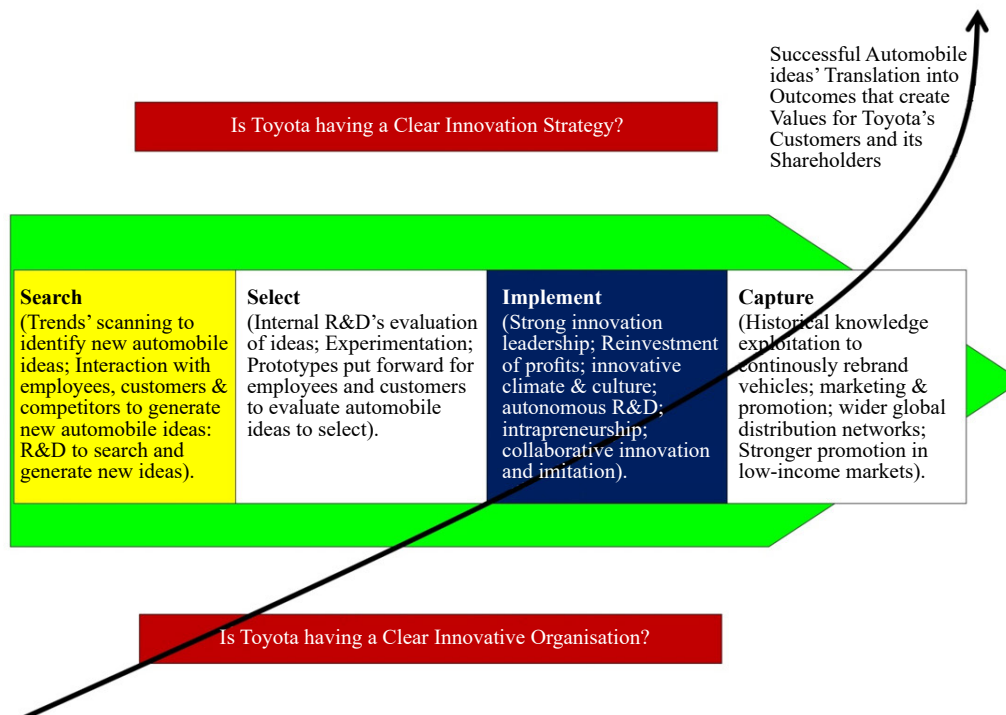 Successful Automobile
ideas’ Translation into
Outcomes that create
Values for Toyota’s
Customers and its
Shareholders
Is Toyota having a Clear Innovation Strategy?
Search
(Trends’ scanning to
identify new automobile
ideas; Interaction with
employees, customers &
competitors to generate
new automobile ideas:
R&D to search and
generate new ideas).
Select
(Internal R&D’s evaluation
of ideas; Experimentation;
Prototypes put forward for
employees and customers
to evaluate automobile
ideas to select).
Implement
(Strong innovation
leadership; Reinvestment
of profits; innovative
climate & culture;
autonomous R&D;
intrapreneurship;
collaborative innovation
and imitation).
Capture
(Historical knowledge
exploitation to
continously rebrand
vehicles; marketing &
promotion; wider global
distribution networks;
Stronger promotion in
low-income markets).
Is Toyota having a Clear Innovative Organisation?